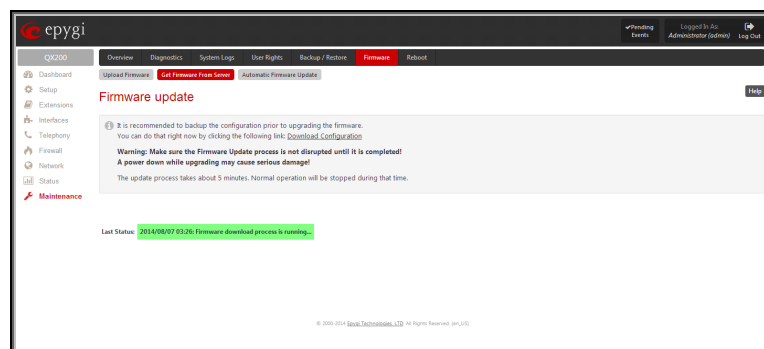 epygi
✔Pending Events
Logged In As:
Administrator (admin)
Log Out
QX200
Overview Diagnostics System Logs User Rights Backup / Restore Firmware Reboot
Dashboard
Setup
Extensions
Interfaces
Telephony
Firewall
Network
Status
Maintenance
Upload Firmware Get Firmware From Server Automatic Firmware Update
Firmware update
Help
It is recommended to backup the configuration prior to upgrading the firmware.
You can do that right now by clicking the following link: Download Configuration
Warning: Make sure the Firmware Update process is not disrupted until it is completed!
A power down while upgrading may cause serious damage!
The update process takes about 5 minutes. Normal operation will be stopped during that time.
Last Status: 2014/08/07 03:26: Firmware download process is running...
© 2000-2014 Epygi Technologies, LTD. All Rights Reserved. (en_US)